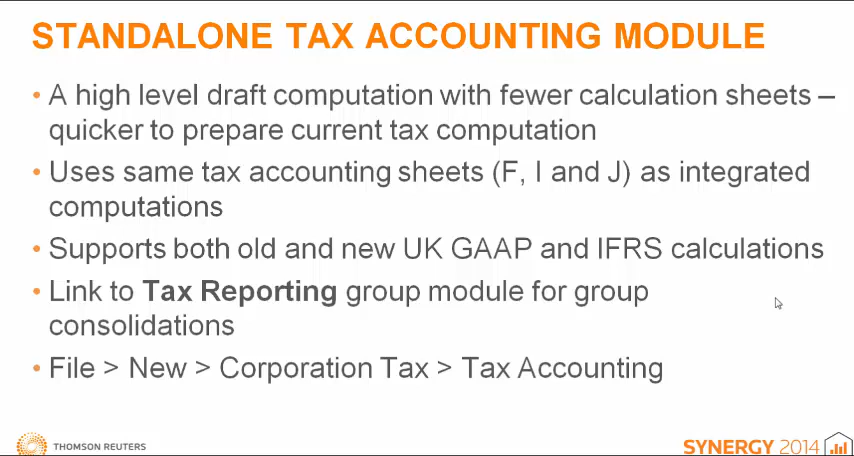 STANDALONE TAX ACCOUNTING MODULE
• A high level draft computation with fewer calculation sheets –
quicker to prepare current tax computation
• Uses same tax accounting sheets (F, I and J) as integrated
computations
• Supports both old and new UK GAAP and IFRS calculations
• Link to Tax Reporting group module for group
consolidations
• File > New > Corporation Tax > Tax Accounting
THOMSON REUTERS
SYNERGY 2014